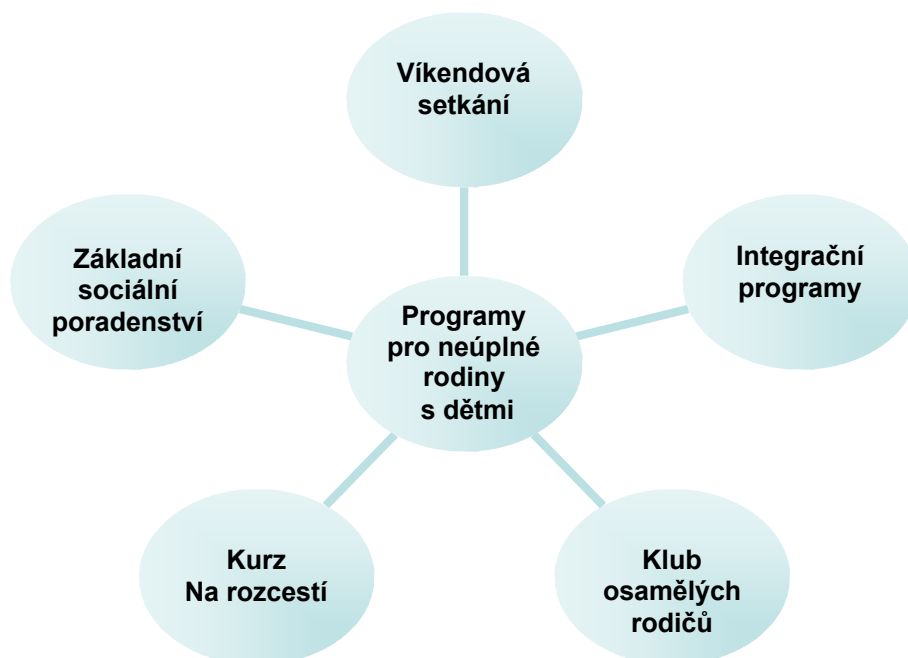 Víkendová
setkání
Základní
sociální
poradenství
Integrační
programy
Programy
pro neúplné
rodiny
s dětmi
Kurz
Na rozcestí
Klub
osamělých
rodičů